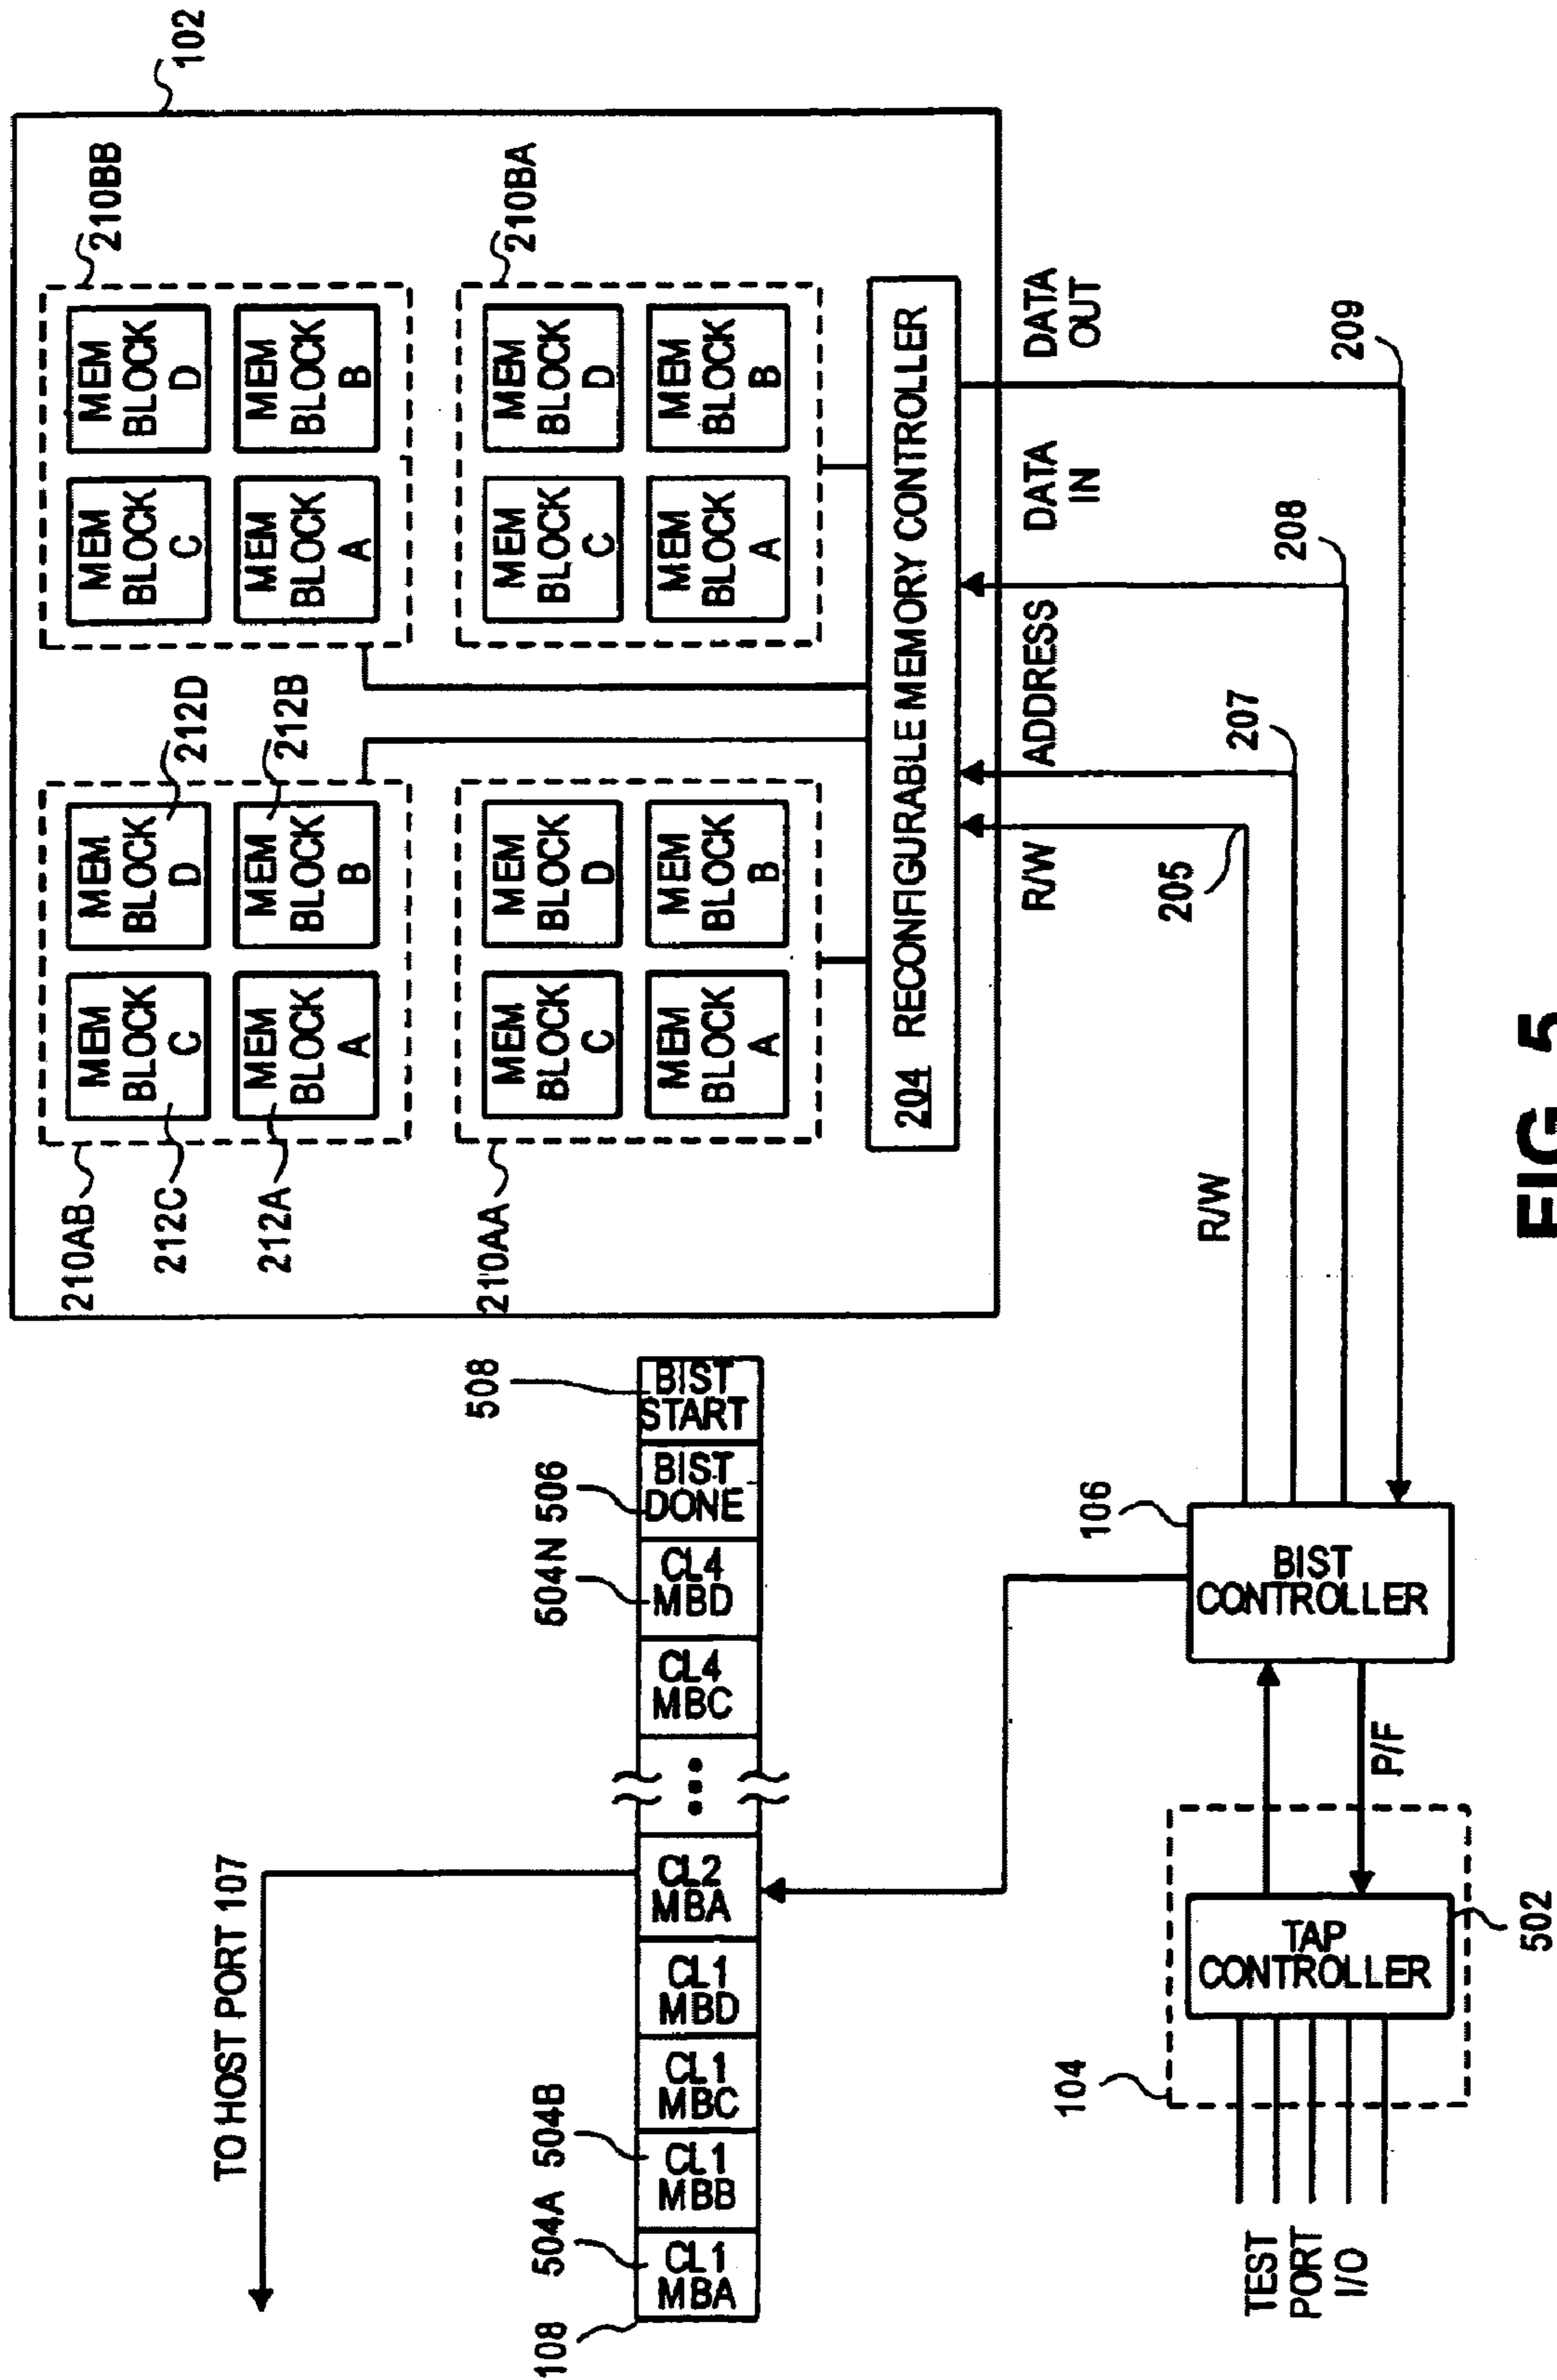 102
210AB
212C
212A
212D
212B
210BB
MEM
BLOCK
C
MEM
BLOCK
D
MEM
BLOCK
A
MEM
BLOCK
B
MEM
BLOCK
C
MEM
BLOCK
D
MEM
BLOCK
A
MEM
BLOCK
B
210AA
210BA
MEM
BLOCK
C
MEM
BLOCK
D
MEM
BLOCK
A
MEM
BLOCK
B
MEM
BLOCK
C
MEM
BLOCK
D
MEM
BLOCK
A
MEM
BLOCK
B
204 RECONFIGURABLE MEMORY CONTROLLER
R/W
ADDRESS
DATA
IN
DATA
OUT
205
207
208
209
R/W
TO HOST PORT 107
108
504A
504B
504N
506
508
CL1
MBA
CL1
MBB
CL1
MBC
CL1
MBD
CL2
MBA
CL4
MBC
CL4
MBD
BIST
DONE
BIST
START
104
106
TEST
PORT
I/O
TAP
CONTROLLER
502
P/F
BIST
CONTROLLER
FIG. 5